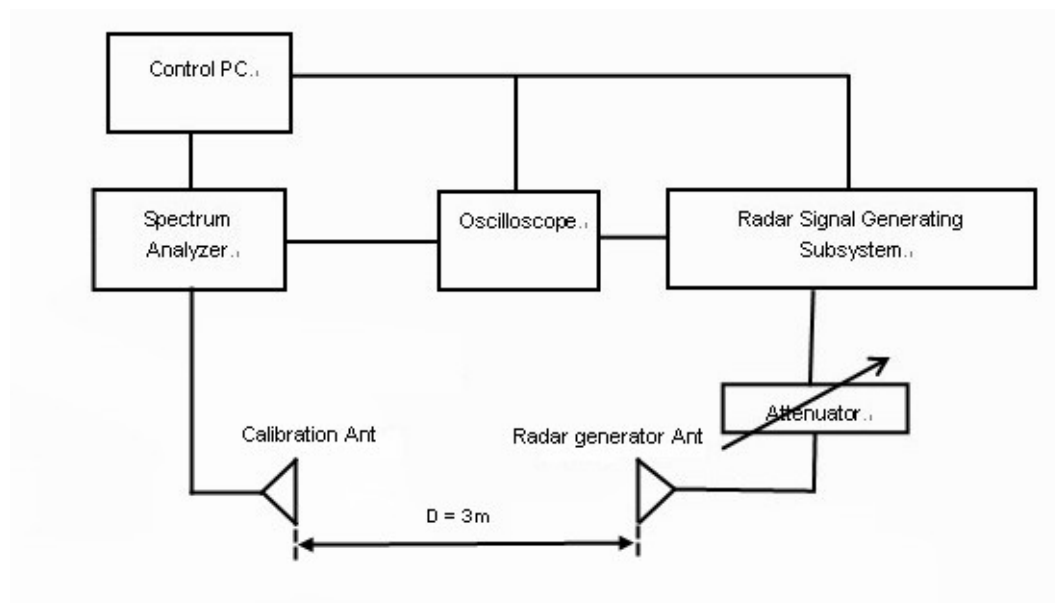 Control PC.
Spectrum
Analyzer.
Oscilloscope.
Radar Signal Generating
Subsystem.
Attenuator.
Calibration Ant
Radar generator Ant
D = 3m